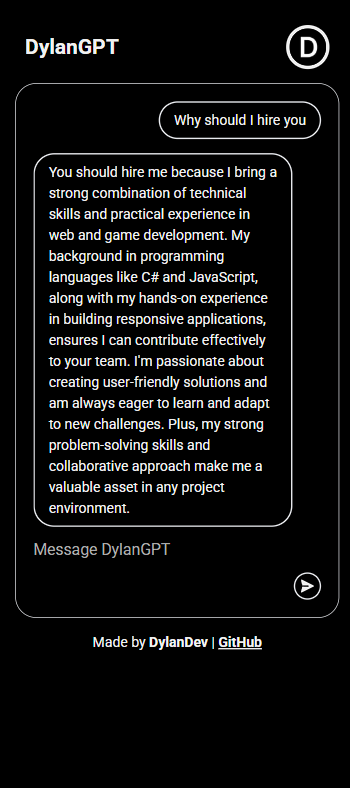 DylanGPT
D
Why should I hire you
You should hire me because I bring a
strong combination of technical
skills and practical experience in
web and game development. My
background in programming
languages like C# and JavaScript,
along with my hands-on experience
in building responsive applications,
ensures I can contribute effectively
to your team. I'm passionate about
creating user-friendly solutions and
am always eager to learn and adapt
to new challenges. Plus, my strong
problem-solving skills and
collaborative approach make me a
valuable asset in any project
environment.
Message DylanGPT
Made by DylanDev | GitHub